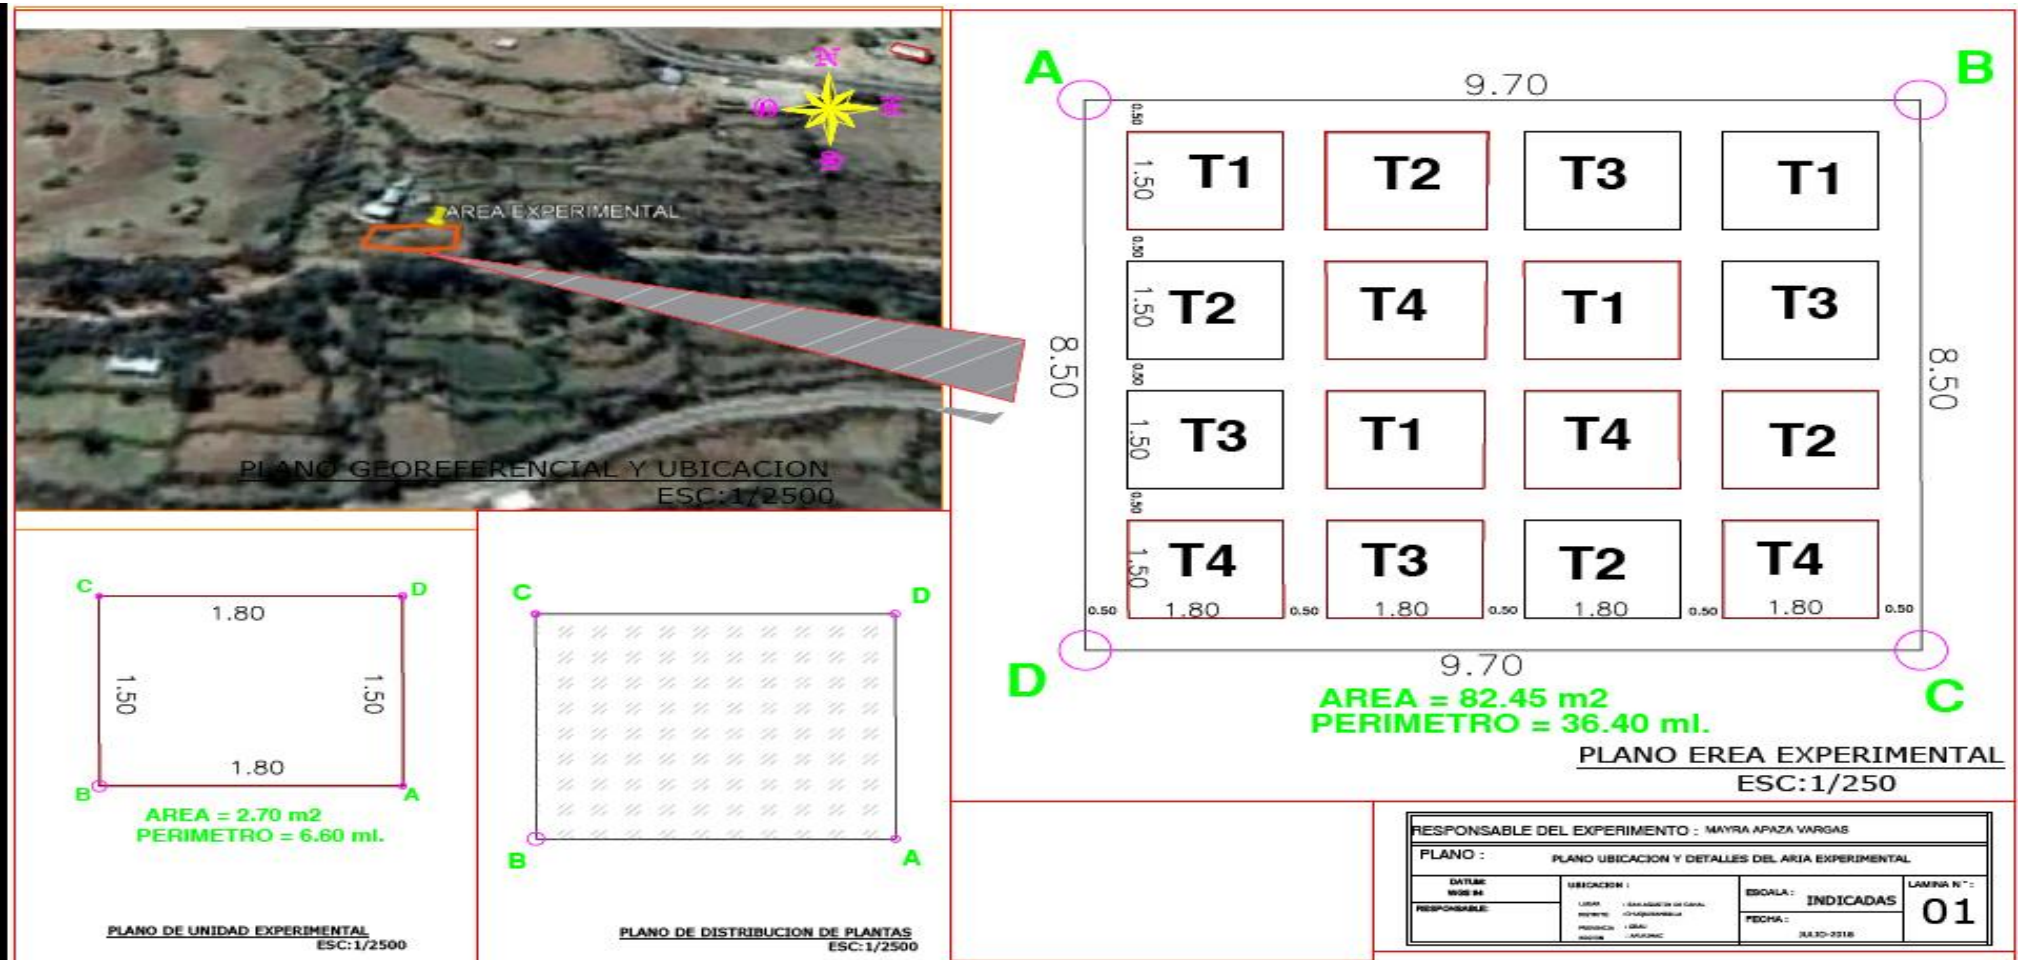 N
AREA EXPERIMENTAL
PLANO GEOREFERENCIAL Y UBICACION
ESC:1/2500
A
B
9.70
0.50
1.50
T1
T2
T3
T1
0.50
1.50
T2
T4
T1
T3
8.50
8.50
0.50
1.50
T3
T1
T4
T2
0.50
1.50
T4
T3
T2
T4
0.50
1.80
0.50
1.80
0.50
1.80
0.50
1.80
0.50
D
9.70
C
AREA = 82.45 m2
PERIMETRO = 36.40 ml.
PLANO EREA EXPERIMENTAL
ESC:1/250
C
D
1.80
1.50
1.50
1.80
B
A
AREA = 2.70 m2
PERIMETRO = 6.60 ml.
PLANO DE UNIDAD EXPERIMENTAL
ESC:1/2500
C
D
B
A
PLANO DE DISTRIBUCION DE PLANTAS
ESC:1/2500
RESPONSABLE DEL EXPERIMENTO : MAYRA APAZA VARGAS
PLANO : PLANO UBICACION Y DETALLES DEL ARIA EXPERIMENTAL
DATUM:
WGS 84
RESPONSABLE:
UBICACION :
ESCALA : INDICADAS
FECHA :
JULIO-2018
LAMINA N° :
01